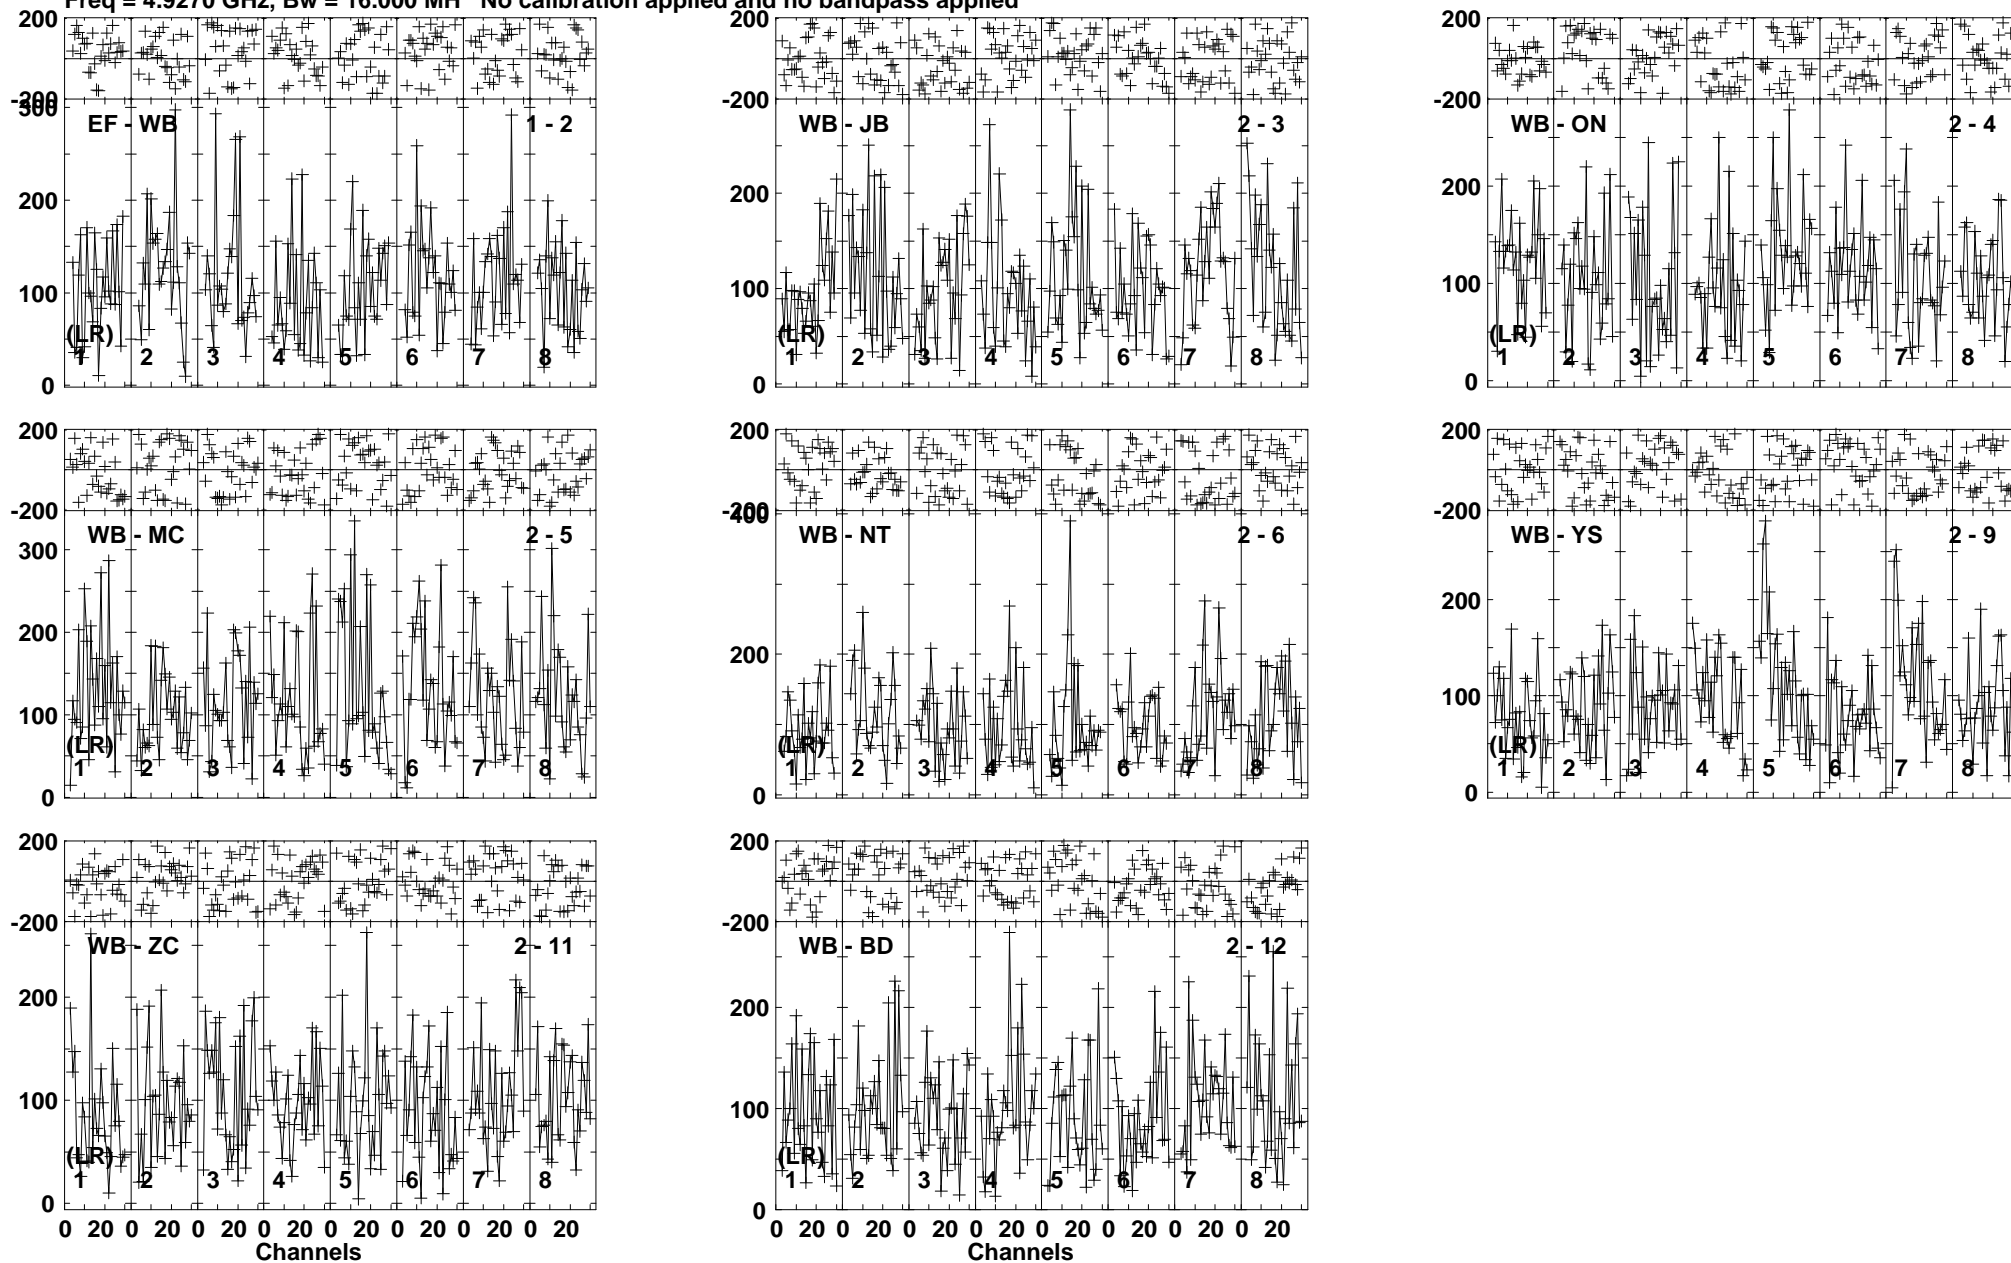 Freq = 4.9270 GHz, Bw = 16.000 MH No calibration applied and no bandpass applied
200
-200
300
200
100
0
EF - WB
1 - 2
(LR)
1 2 3 4 5 6 7 8
200
-200
200
100
0
WB - JB
2 - 3
(LR)
1 2 3 4 5 6 7 8
200
-200
200
100
0
WB - ON
2 - 4
(LR)
1 2 3 4 5 6 7 8
200
-200
300
200
100
0
WB - MC
2 - 5
(LR)
1 2 3 4 5 6 7 8
200
-200
400
200
0
WB - NT
2 - 6
(LR)
1 2 3 4 5 6 7 8
200
-200
200
100
0
WB - YS
2 - 9
(LR)
1 2 3 4 5 6 7 8
200
-200
200
100
0
WB - ZC
2 - 11
(LR)
1 2 3 4 5 6 7 8
0 20 0 20 0 20 0 20 0 20 0 20 0 20 0 20
Channels
200
-200
200
100
0
WB - BD
2 - 12
(LR)
1 2 3 4 5 6 7 8
0 20 0 20 0 20 0 20 0 20 0 20 0 20 0 20
Channels